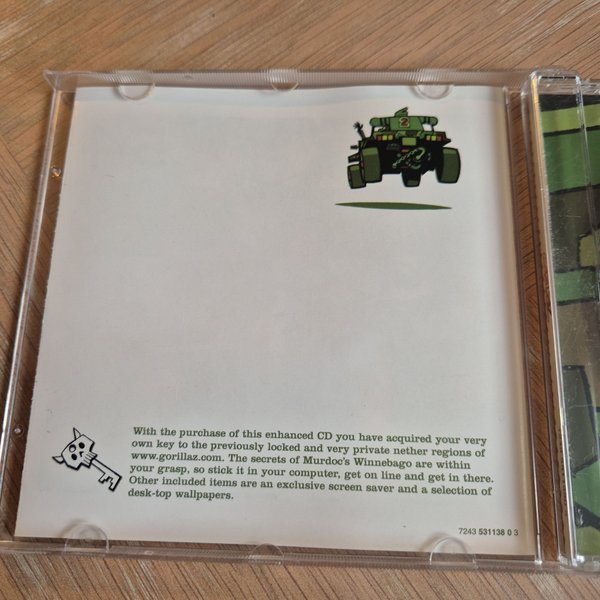 2
With the purchase of this enhanced CD you have acquired your very
own key to the previously locked and very private nether regions of
www.gorillaz.com. The secrets of Murdoc's Winnebago are within
your grasp, so stick it in your computer, get on line and get in there.
Other included items are an exclusive screen saver and a selection of
desk-top wallpapers.
7243 531138 0 3